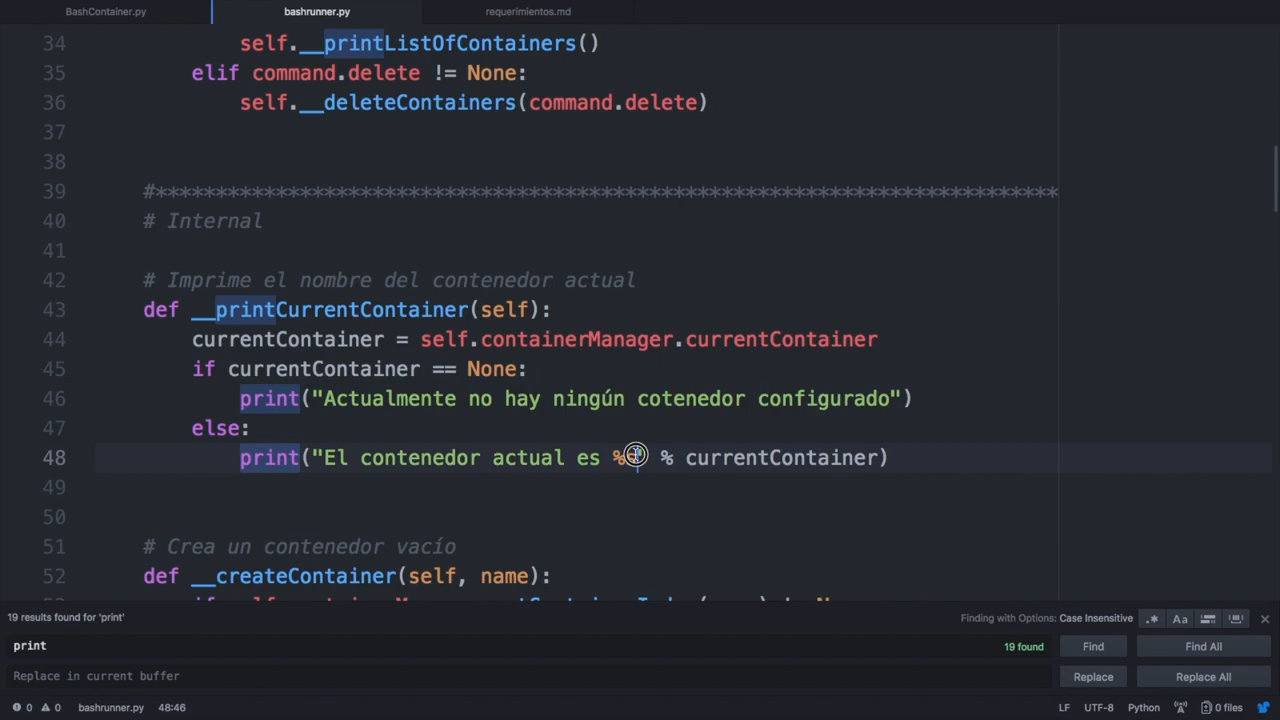 BashContainer.py bashrunner.py requerimientos.md
34 self.__printListOfContainers()
35 elif command.delete != None:
36 self.__deleteContainers(command.delete)
37
38
39 #***************************************************************************
40 # Internal
41
42 # Imprime el nombre del contenedor actual
43 def __printCurrentContainer(self):
44 currentContainer = self.containerManager.currentContainer
45 if currentContainer == None:
46 print("Actualmente no hay ningún cotenedor configurado")
47 else:
48 print("El contenedor actual es % % currentContainer)
49
50
51 # Crea un contenedor vacío
52 def __createContainer(self, name):
19 results found for 'print' Finding with Options: Case Insensitive .* Aa
print 19 found Find Find All
Replace in current buffer Replace Replace All
0 0 bashrunner.py 48:46 LF UTF-8 Python 0 files